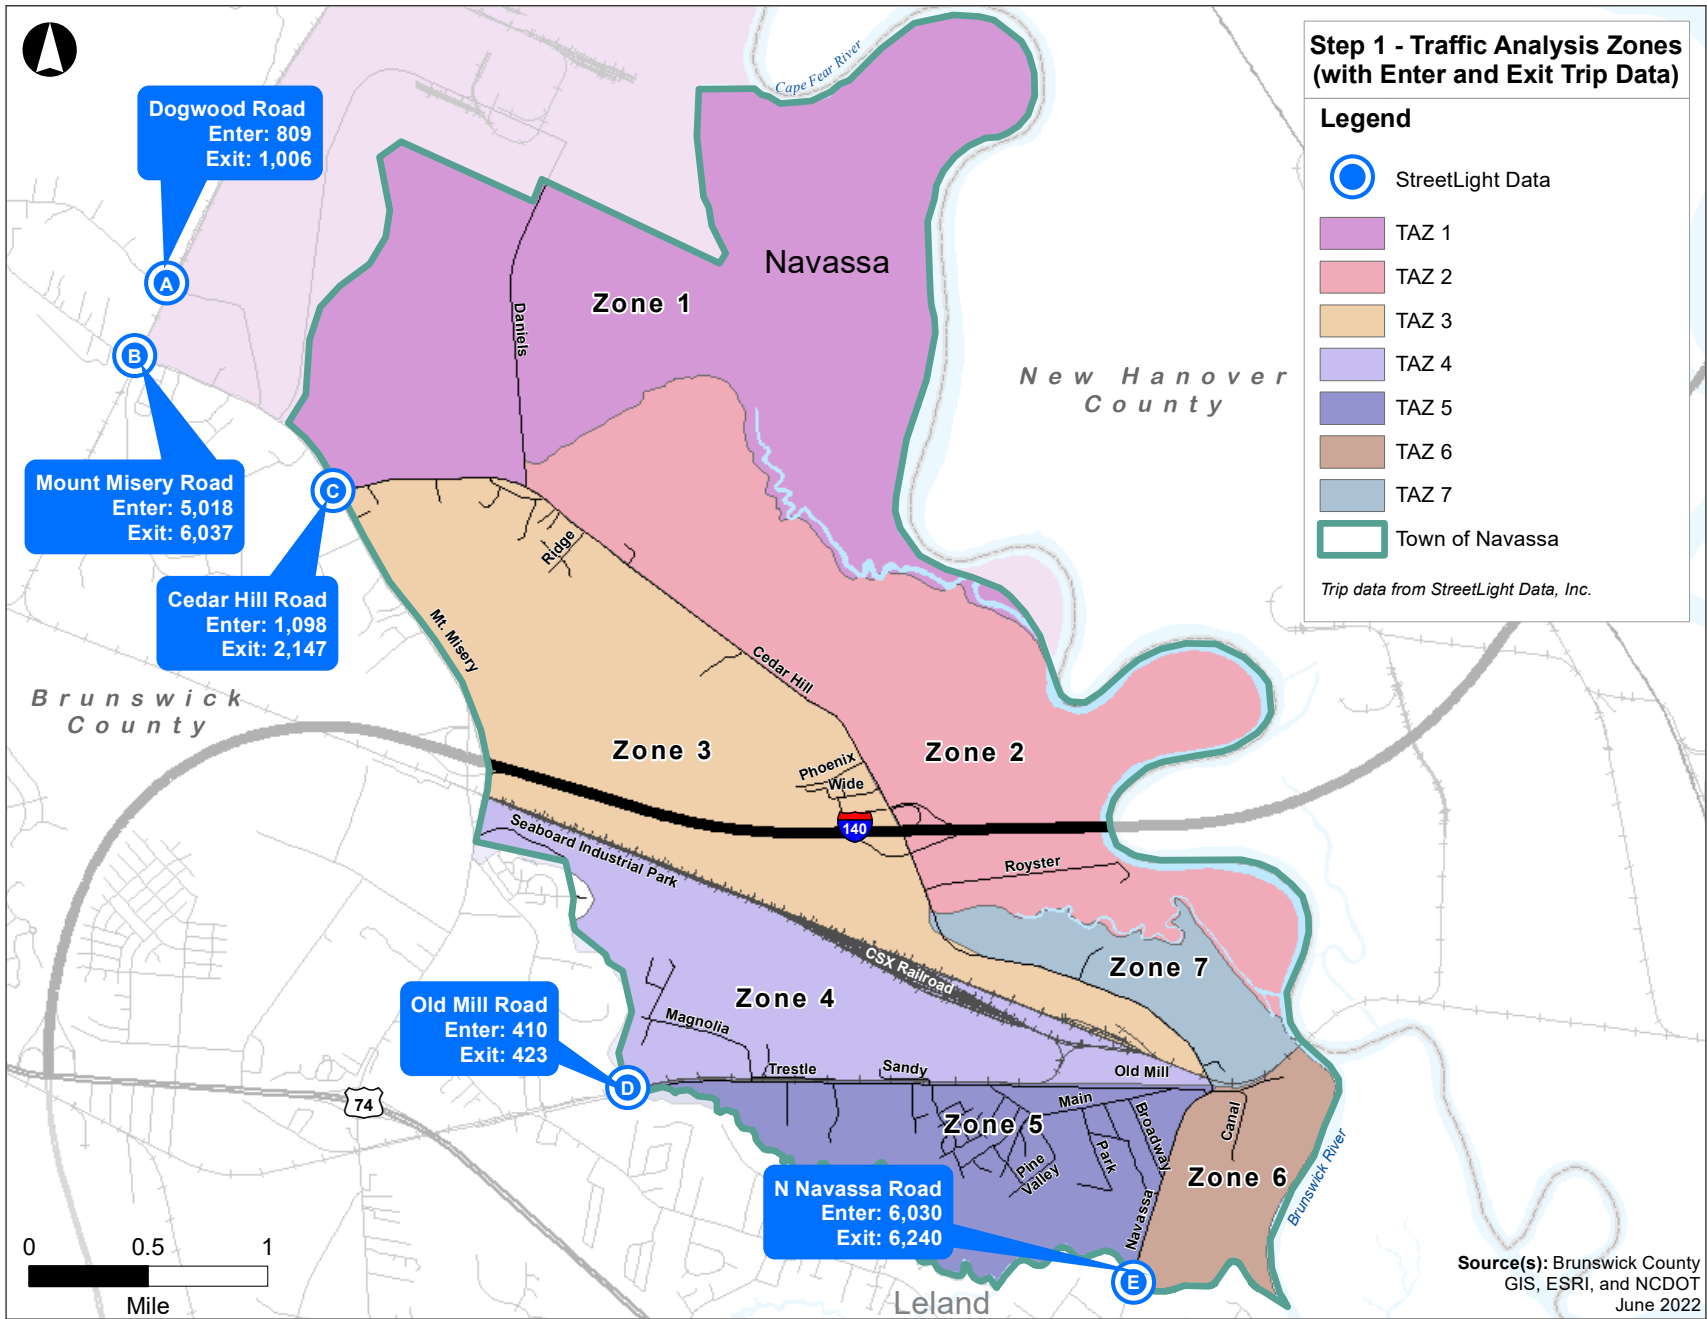 Step 1 - Traffic Analysis Zones
(with Enter and Exit Trip Data)
Legend
StreetLight Data
TAZ 1
TAZ 2
TAZ 3
TAZ 4
TAZ 5
TAZ 6
TAZ 7
Town of Navassa
Trip data from StreetLight Data, Inc.
Cape Fear River
Dogwood Road
Enter: 809
Exit: 1,006
A
B
Mount Misery Road
Enter: 5,018
Exit: 6,037
C
Cedar Hill Road
Enter: 1,098
Exit: 2,147
Navassa
Zone 1
Daniels
New Hanover
County
Ridge
Mt. Misery
Cedar Hill
Brunswick
County
Zone 3
Zone 2
Phoenix
Wide
140
Royster
Seaboard Industrial Park
CSX Railroad
Zone 7
Zone 4
Old Mill Road
Enter: 410
Exit: 423
D
Magnolia
Trestle
Sandy
Old Mill
74
Main
Zone 5
Broadway
Canal
Park
Pine
Valley
Zone 6
Navassa
Brunswick River
N Navassa Road
Enter: 6,030
Exit: 6,240
E
Leland
0 0.5 1
Mile
Source(s): Brunswick County
GIS, ESRI, and NCDOT
June 2022